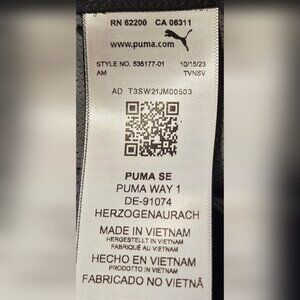 RN 62200 CA 06311
www.puma.com
STYLE NO. 535177-01 10/15/23
AM TVNSV
AD T3SW21JM00503
PUMA SE
PUMA WAY 1
DE-91074
HERZOGENAURACH
MADE IN VIETNAM
HERGESTELLT IN VIETNAM
FABRIQUÉ AU VIETNAM
HECHO EN VIETNAM
PRODOTTO IN VIETNAM
FABRICADO NO VIETNÃ